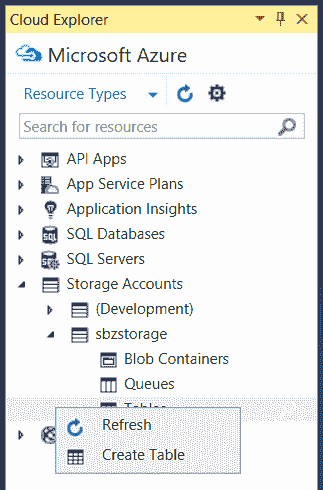 Cloud Explorer
Microsoft Azure
Resource Types
Search for resources
API Apps
App Service Plans
Application Insights
SQL Databases
SQL Servers
Storage Accounts
(Development)
sbzstorage
Blob Containers
Queues
Tables
Refresh
Create Table